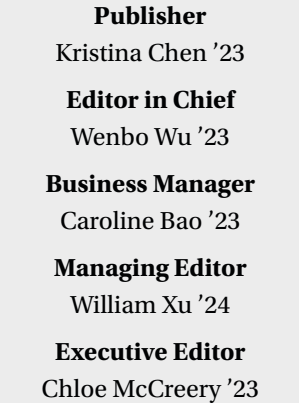 Publisher
Kristina Chen ’23
Editor in Chief
Wenbo Wu ’23
Business Manager
Caroline Bao ’23
Managing Editor
William Xu ’24
Executive Editor
Chloe McCreery ’23